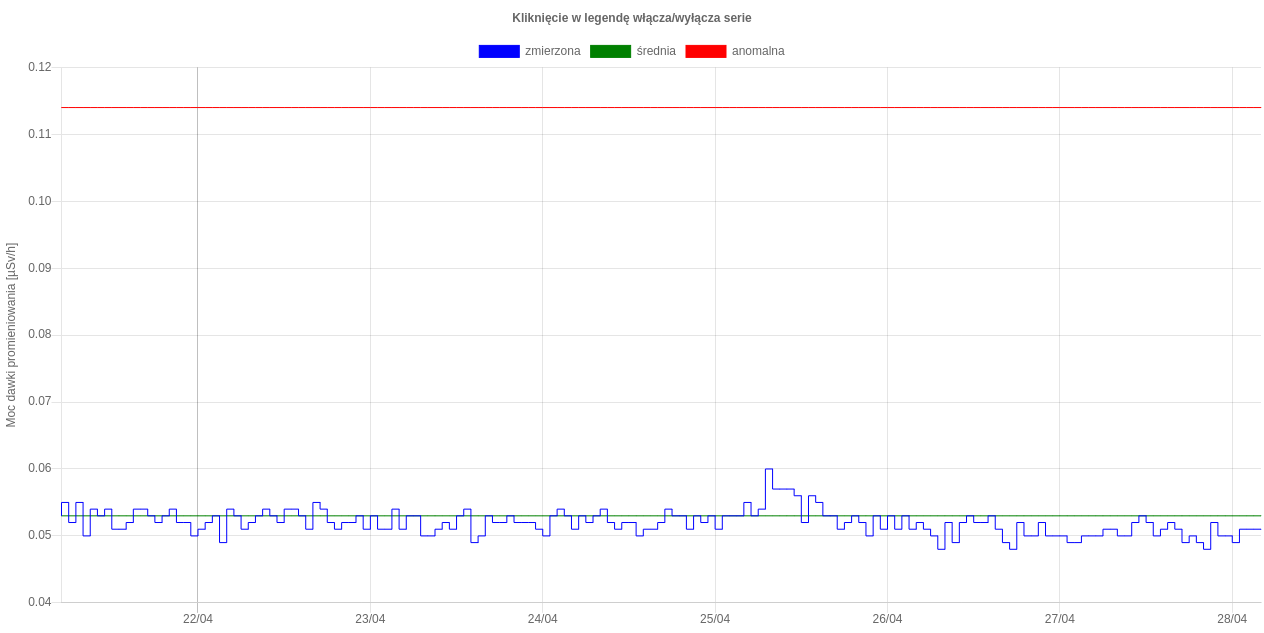 Kliknięcie w legendę włącza/wyłącza serie
zmierzona średnia anomalna
Moc dawki promieniowania [µSv/h]
0.12
0.11
0.10
0.09
0.08
0.07
0.06
0.05
0.04
22/04 23/04 24/04 25/04 26/04 27/04 28/04